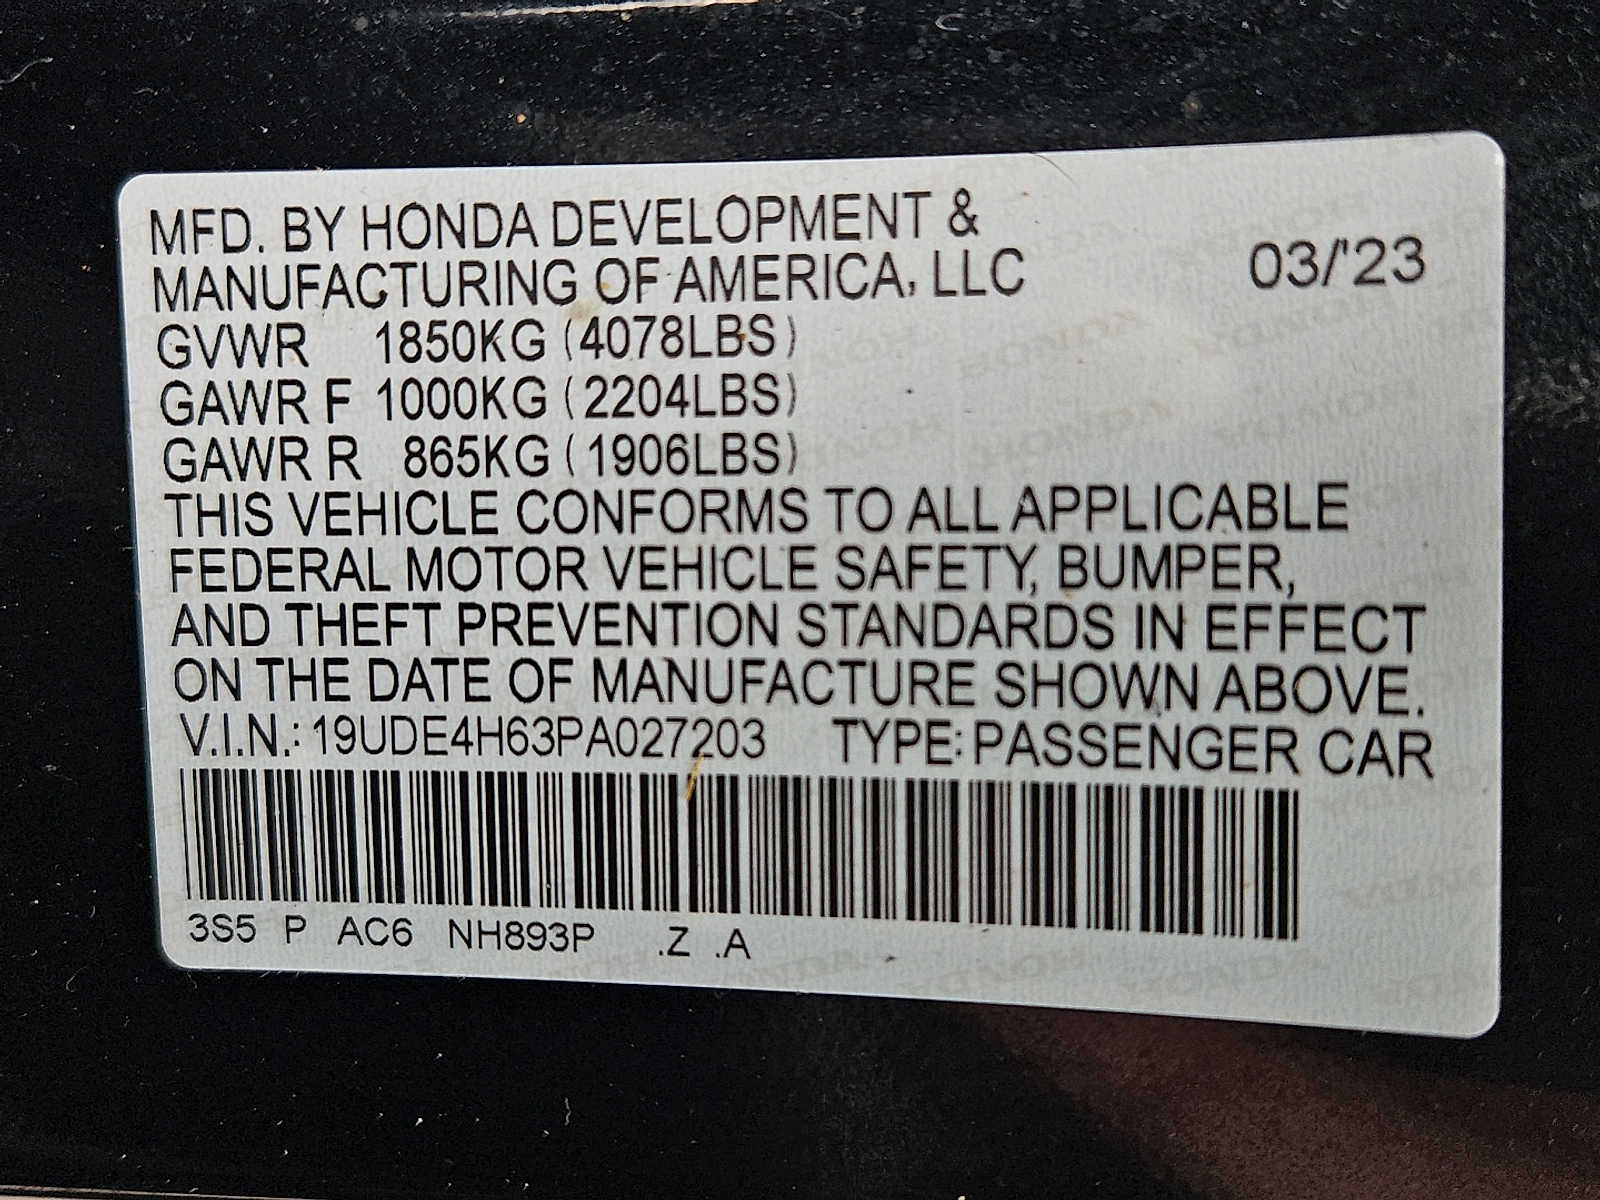 MFD. BY HONDA DEVELOPMENT &
MANUFACTURING OF AMERICA, LLC 03/'23
GVWR 1850KG (4078LBS)
GAWR F 1000KG (2204LBS)
GAWR R 865KG (1906LBS)
THIS VEHICLE CONFORMS TO ALL APPLICABLE
FEDERAL MOTOR VEHICLE SAFETY, BUMPER,
AND THEFT PREVENTION STANDARDS IN EFFECT
ON THE DATE OF MANUFACTURE SHOWN ABOVE.
V.I.N.: 19UDE4H63PA027203 TYPE: PASSENGER CAR
3S5 P AC6 NH893P .Z .A